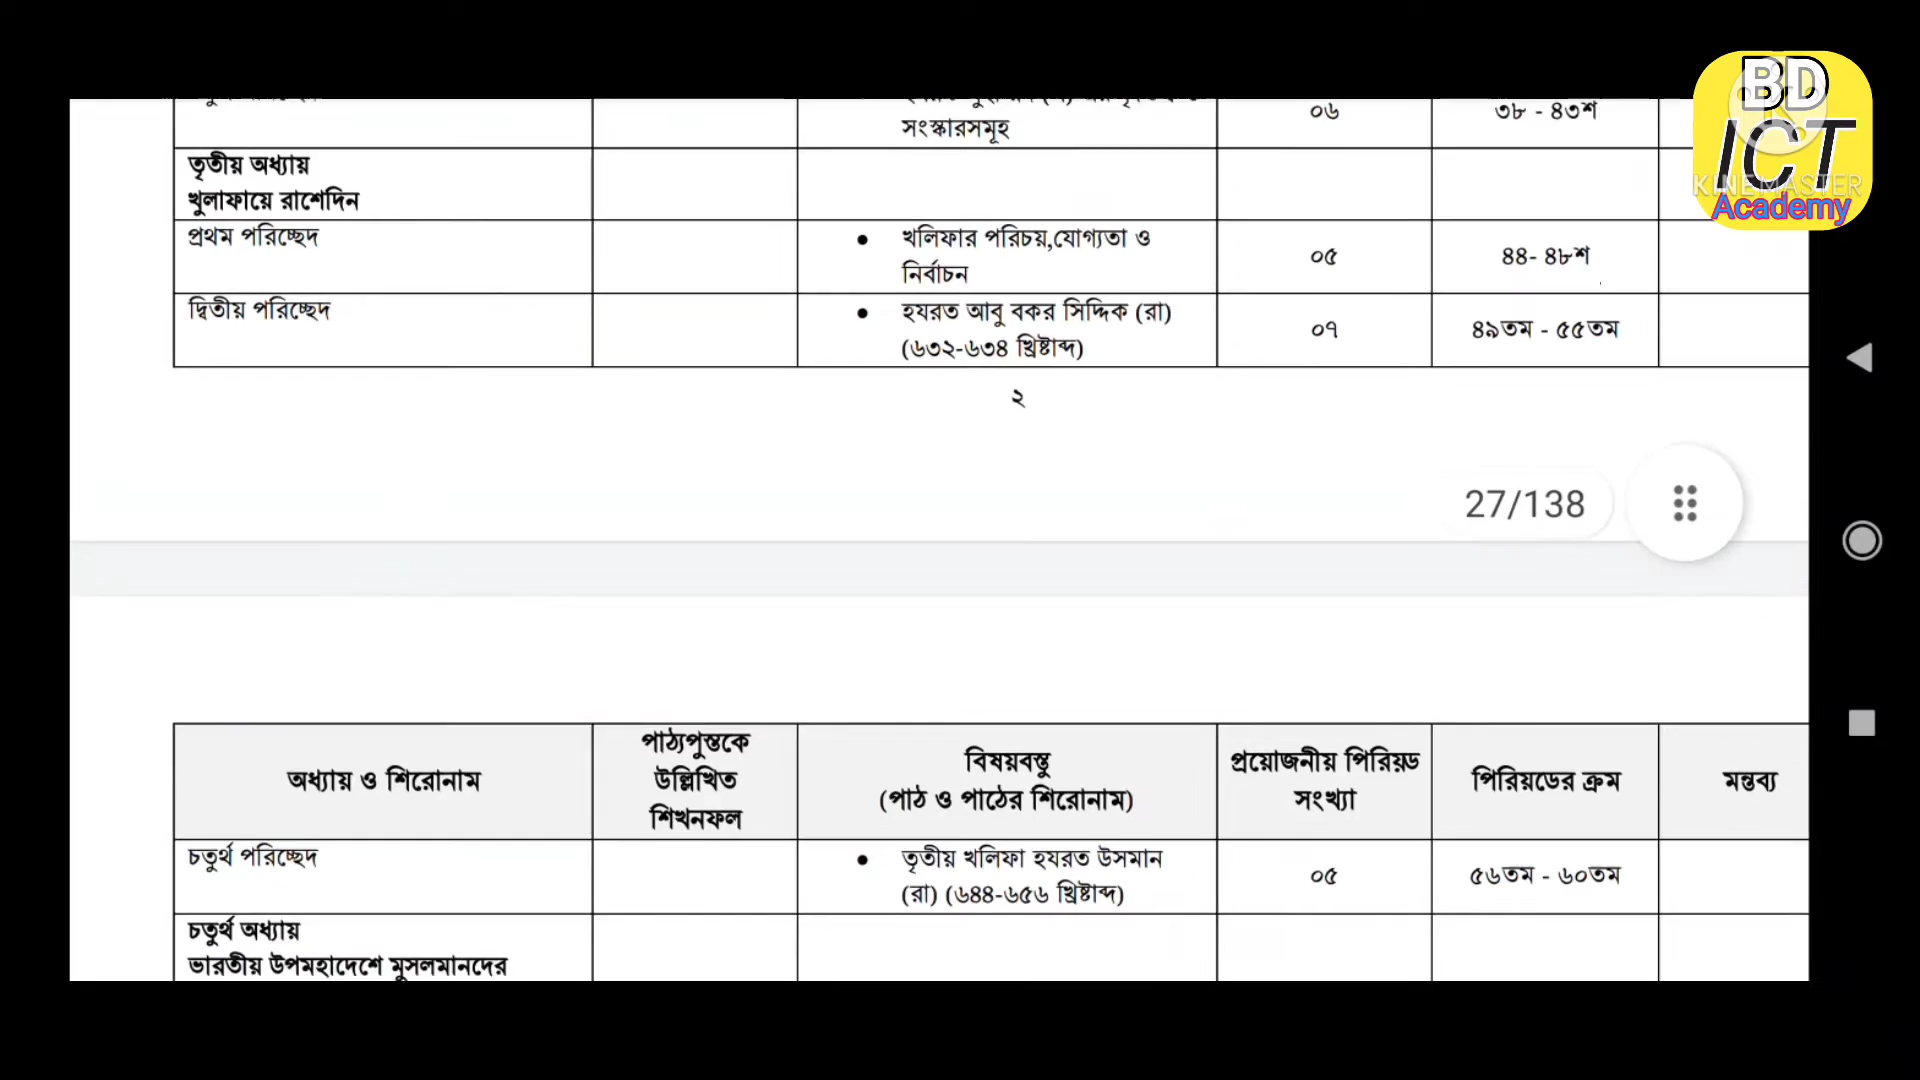 সংস্কারসমূহ
০৬
৩৮ - ৪৩শ
তৃতীয় অধ্যায়
খুলাফায়ে রাশেদিন
প্রথম পরিচ্ছেদ
• খলিফার পরিচয়,যোগ্যতা ও
নির্বাচন
০৫
৪৪- ৪৮শ
দ্বিতীয় পরিচ্ছেদ
• হযরত আবু বকর সিদ্দিক (রা)
(৬৩২-৬৩৪ খ্রিষ্টাব্দ)
০৭
৪৯তম - ৫৫তম
২
27/138
অধ্যায় ও শিরোনাম
পাঠ্যপুস্তকে
উল্লিখিত
শিখনফল
বিষয়বস্তু
(পাঠ ও পাঠের শিরোনাম)
প্রয়োজনীয় পিরিয়ড
সংখ্যা
পিরিয়ডের ক্রম
মন্তব্য
চতুর্থ পরিচ্ছেদ
• তৃতীয় খলিফা হযরত উসমান
(রা) (৬৪৪-৬৫৬ খ্রিষ্টাব্দ)
০৫
৫৬তম - ৬০তম
চতুর্থ অধ্যায়
ভারতীয় উপমহাদেশে মুসলমানদের
BD
ICT
KINEMASTER
Academy